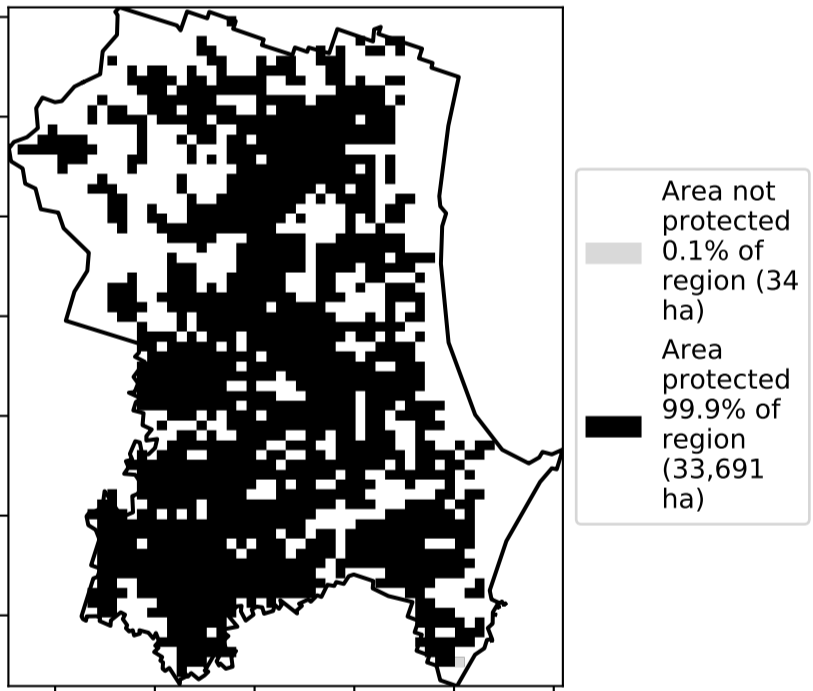 Area not
protected
0.1% of
region (34
ha)
Area
protected
99.9% of
region
(33,691
ha)